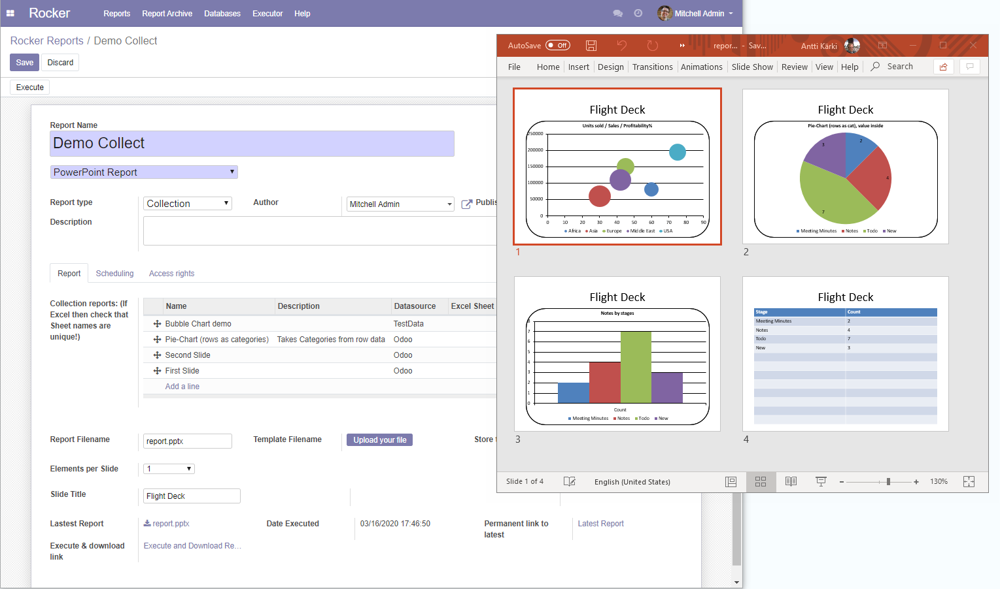 Rocker
Reports Report Archive Databases Executor Help
Mitchell Admin
Rocker Reports / Demo Collect
Save Discard
Execute
Report Name
Demo Collect
PowerPoint Report
Report type Collection Author Mitchell Admin Publis
Description
Report Scheduling Access rights
Collection reports: (If
Excel then check that
Sheet names are
unique!)
Name Description Datasource Excel Sheet
Bubble Chart demo TestData
Pie-Chart (rows as categories) Takes Categories from row data Odoo
Second Slide Odoo
First Slide Odoo
Add a line
Report Filename report.pptx Template Filename Upload your file Store t
Elements per Slide 1
Slide Title Flight Deck
Lastest Report report.pptx Date Executed 03/16/2020 17:46:50 Permanent link to
latest Latest Report
Execute & download
link Execute and Download Re...
AutoSave Off repor... - Sav... Antti Kärki
File Home Insert Design Transitions Animations Slide Show Review View Help Search
Flight Deck
Units sold / Sales / Profitability%
250000
200000
150000
100000
50000
0
0 10 20 30 40 50 60 70 80 90
Africa Asia Europe Middle East USA
1
Flight Deck
Pie-Chart (rows as cat), value inside
2
3
4
7
Meeting Minutes Notes Todo New
2
Flight Deck
Notes by stages
8
7
6
5
4
3
2
1
0
Count
Meeting Minutes Notes Todo New
3
Flight Deck
Stage Count
Meeting Minutes 2
Notes 4
Todo 7
New 3
4
Slide 1 of 4 English (United States) 130%